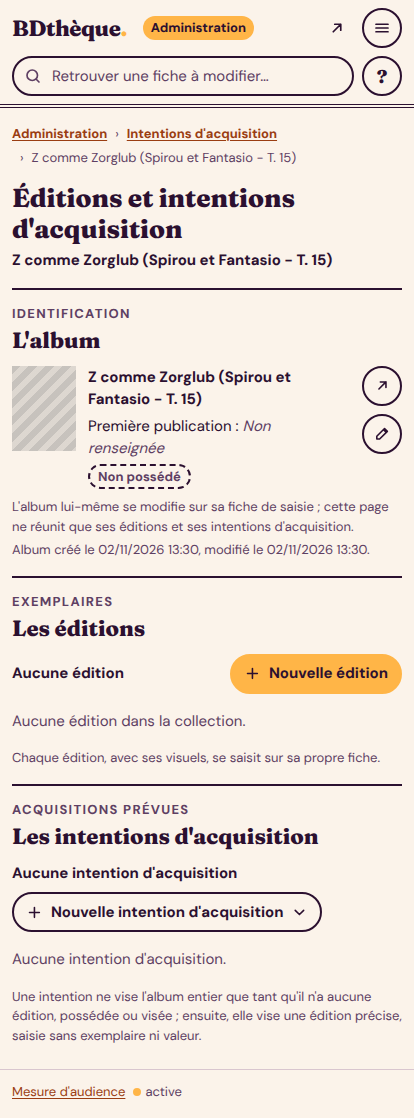 BDthèque. Administration
Retrouver une fiche à modifier... ?
Administration › Intentions d'acquisition
› Z comme Zorglub (Spirou et Fantasio – T. 15)
Éditions et intentions
d'acquisition
Z comme Zorglub (Spirou et Fantasio – T. 15)
IDENTIFICATION
L'album
Z comme Zorglub (Spirou et
Fantasio – T. 15)
Première publication : Non
renseignée
Non possédé
L'album lui-même se modifie sur sa fiche de saisie ; cette page
ne réunit que ses éditions et ses intentions d'acquisition.
Album créé le 02/11/2026 13:30, modifié le 02/11/2026 13:30.
EXEMPLAIRES
Les éditions
Aucune édition
Nouvelle édition
Aucune édition dans la collection.
Chaque édition, avec ses visuels, se saisit sur sa propre fiche.
ACQUISITIONS PRÉVUES
Les intentions d'acquisition
Aucune intention d'acquisition
Nouvelle intention d'acquisition
Aucune intention d'acquisition.
Une intention ne vise l'album entier que tant qu'il n'a aucune
édition, possédée ou visée ; ensuite, elle vise une édition précise,
saisie sans exemplaire ni valeur.
Mesure d'audience active